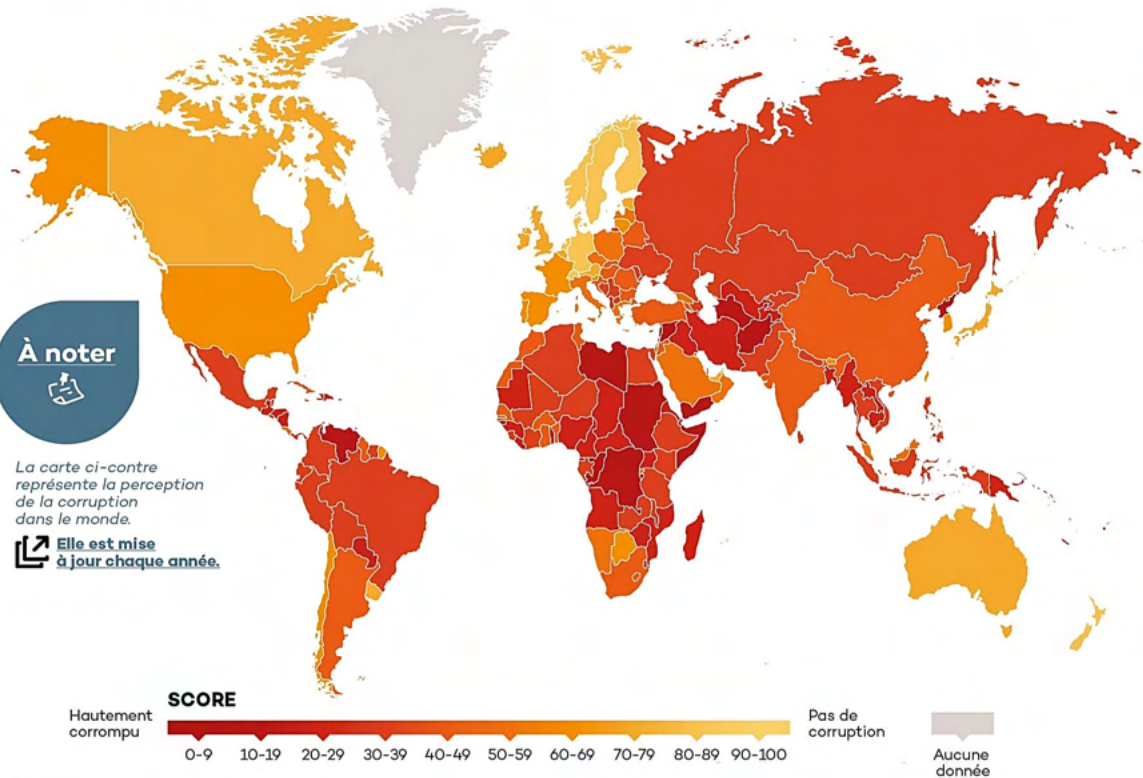 À noter
La carte ci-contre
représente la perception
de la corruption
dans le monde.
Elle est mise
à jour chaque année.
SCORE
Hautement
corrompu
0-9
10-19
20-29
30-39
40-49
50-59
60-69
70-79
80-89
90-100
Pas de
corruption
Aucune
donnée